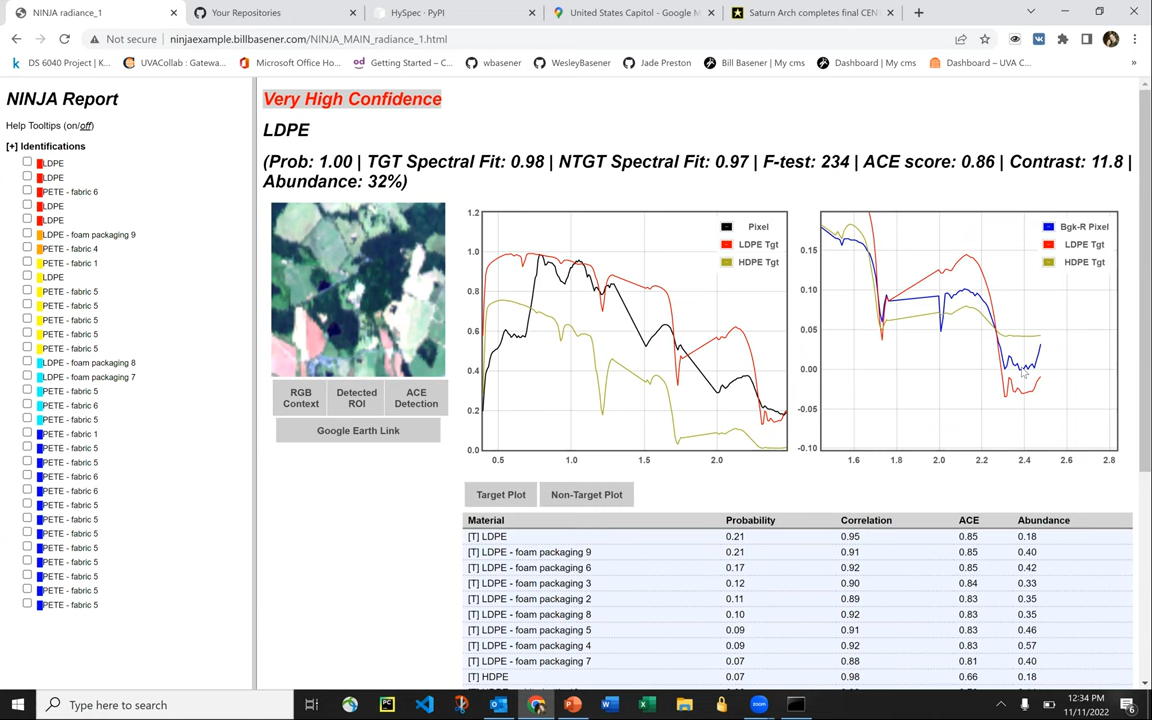 NINJA radiance_1
Your Repositories
HySpec · PyPI
United States Capitol - Google M
Saturn Arch completes final CEN
Not secure
ninjaexample.billbasener.com/NINJA_MAIN_radiance_1.html
DS 6040 Project | K...
UVACollab : Gatewa...
Microsoft Office Ho...
Getting Started – C...
wbasener
WesleyBasener
Jade Preston
Bill Basener | My cms
Dashboard | My cms
Dashboard – UVA C...
»
NINJA Report
Help Tooltips (on/off)
[+] Identifications
LDPE
LDPE
PETE - fabric 6
LDPE
LDPE
LDPE - foam packaging 9
PETE - fabric 4
PETE - fabric 1
LDPE
PETE - fabric 5
PETE - fabric 5
PETE - fabric 5
PETE - fabric 5
PETE - fabric 5
LDPE - foam packaging 8
LDPE - foam packaging 7
PETE - fabric 5
PETE - fabric 6
PETE - fabric 5
PETE - fabric 1
PETE - fabric 5
PETE - fabric 5
PETE - fabric 6
PETE - fabric 6
PETE - fabric 5
PETE - fabric 5
PETE - fabric 5
PETE - fabric 5
PETE - fabric 5
PETE - fabric 5
PETE - fabric 5
PETE - fabric 5
Very High Confidence
LDPE
(Prob: 1.00 | TGT Spectral Fit: 0.98 | NTGT Spectral Fit: 0.97 | F-test: 234 | ACE score: 0.86 | Contrast: 11.8 |
Abundance: 32%)
RGB Context
Detected ROI
ACE Detection
Google Earth Link
1.2
1.0
0.8
0.6
0.4
0.2
0.0
0.5 1.0 1.5 2.0
Pixel
LDPE Tgt
HDPE Tgt
0.15
0.10
0.05
0.00
-0.05
-0.10
1.6 1.8 2.0 2.2 2.4 2.6 2.8
Bgk-R Pixel
LDPE Tgt
HDPE Tgt
Target Plot
Non-Target Plot
Material Probability Correlation ACE Abundance
[T] LDPE 0.21 0.95 0.85 0.18
[T] LDPE - foam packaging 9 0.21 0.91 0.85 0.40
[T] LDPE - foam packaging 6 0.17 0.92 0.85 0.42
[T] LDPE - foam packaging 3 0.12 0.90 0.84 0.33
[T] LDPE - foam packaging 2 0.11 0.89 0.83 0.35
[T] LDPE - foam packaging 8 0.10 0.92 0.83 0.35
[T] LDPE - foam packaging 5 0.09 0.91 0.83 0.46
[T] LDPE - foam packaging 4 0.09 0.92 0.83 0.57
[T] LDPE - foam packaging 7 0.07 0.88 0.81 0.40
[T] HDPE 0.07 0.98 0.66 0.18
Type here to search
zoom
12:34 PM
11/11/2022
6